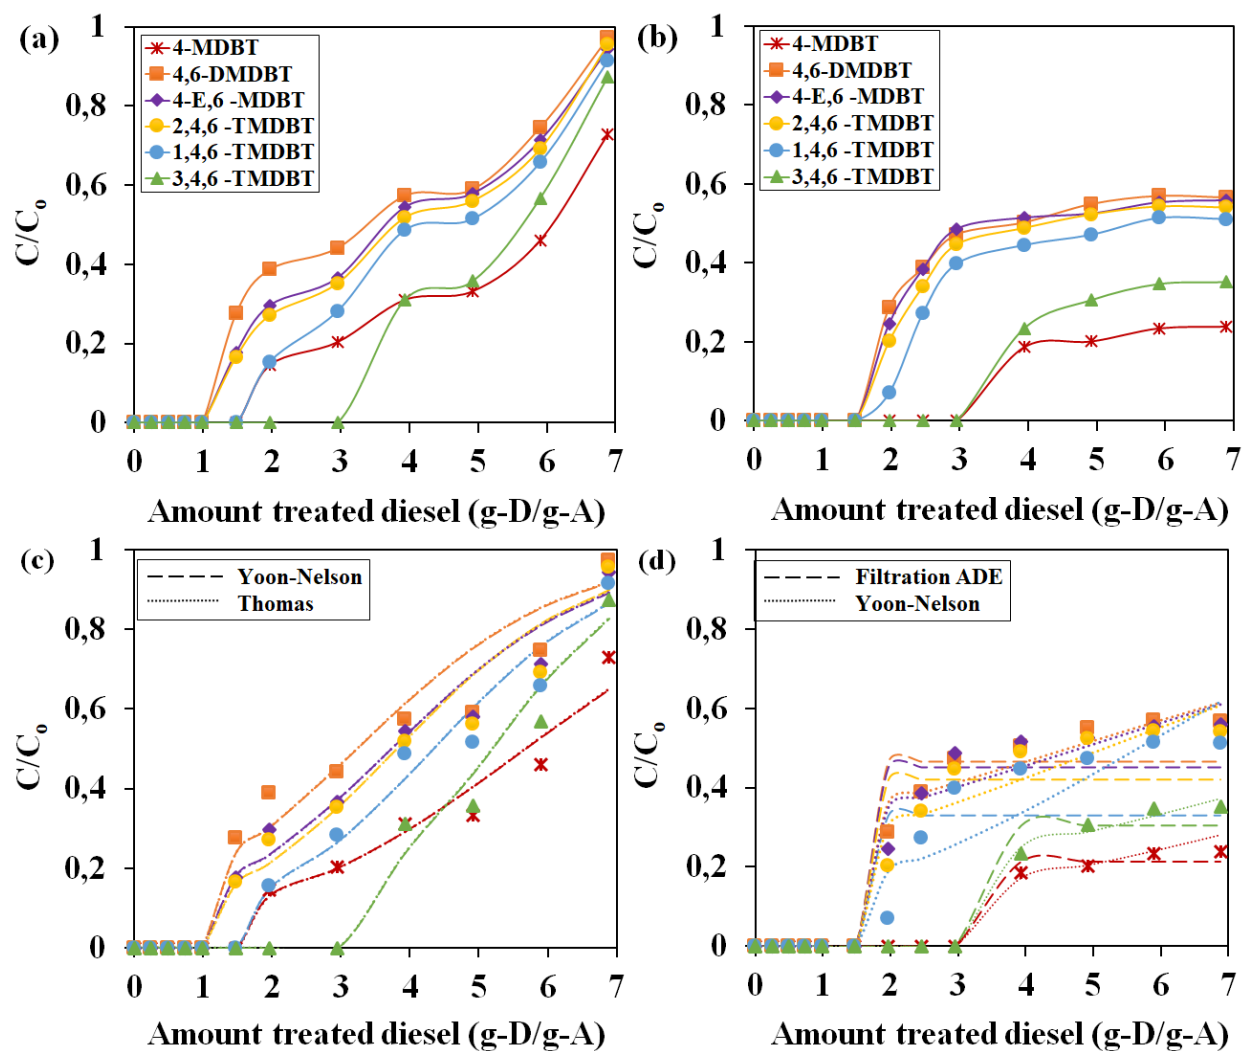 (a)
4-MDBT
4,6-DMDBT
4-E,6 -MDBT
2,4,6 -TMDBT
1,4,6 -TMDBT
3,4,6 -TMDBT
1
0,8
0,6
0,4
0,2
0
C/Co
0 1 2 3 4 5 6 7
Amount treated diesel (g-D/g-A)
(b)
4-MDBT
4,6-DMDBT
4-E,6 -MDBT
2,4,6 -TMDBT
1,4,6 -TMDBT
3,4,6 -TMDBT
1
0,8
0,6
0,4
0,2
0
C/Co
0 1 2 3 4 5 6 7
Amount treated diesel (g-D/g-A)
(c)
Yoon-Nelson
Thomas
1
0,8
0,6
0,4
0,2
0
C/Co
0 1 2 3 4 5 6 7
Amount treated diesel (g-D/g-A)
(d)
Filtration ADE
Yoon-Nelson
1
0,8
0,6
0,4
0,2
0
C/Co
0 1 2 3 4 5 6 7
Amount treated diesel (g-D/g-A)